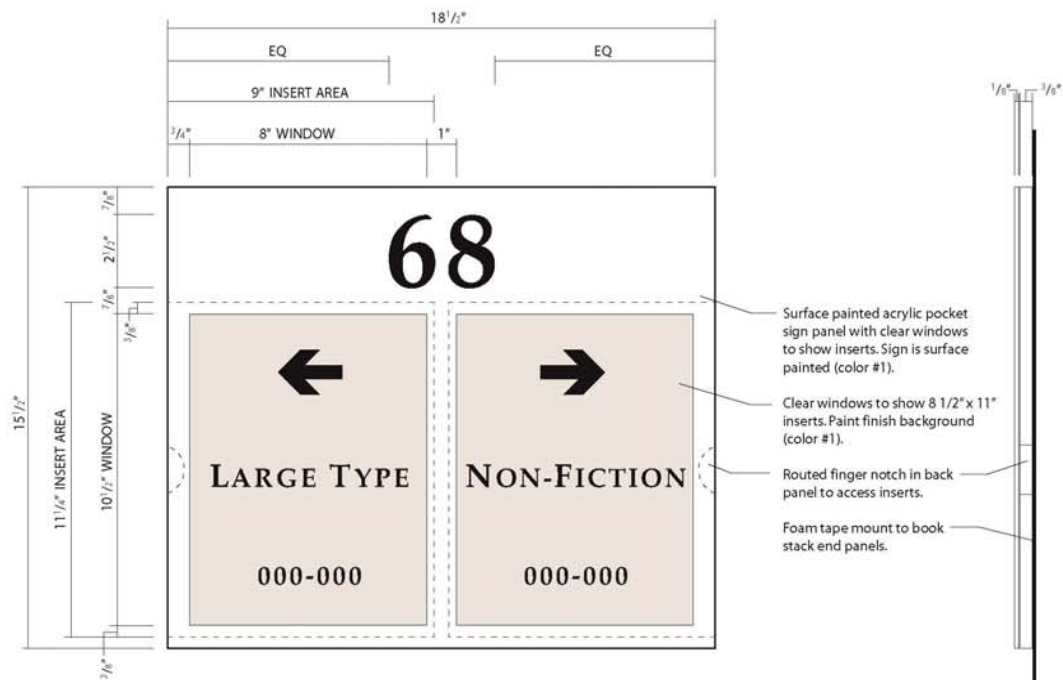 18 1/2"
EQ
EQ
9" INSERT AREA
3/4"
8" WINDOW
1"
1/8"
3/8"
7/8"
2 1/2"
7/8"
3/8"
15 1/2"
11 1/4" INSERT AREA
10 1/2" WINDOW
3/8"
68
LARGE TYPE
000-000
NON-FICTION
000-000
Surface painted acrylic pocket
sign panel with clear windows
to show inserts. Sign is surface
painted (color #1).
Clear windows to show 8 1/2" x 11"
inserts. Paint finish background
(color #1).
Routed finger notch in back
panel to access inserts.
Foam tape mount to book
stack end panels.